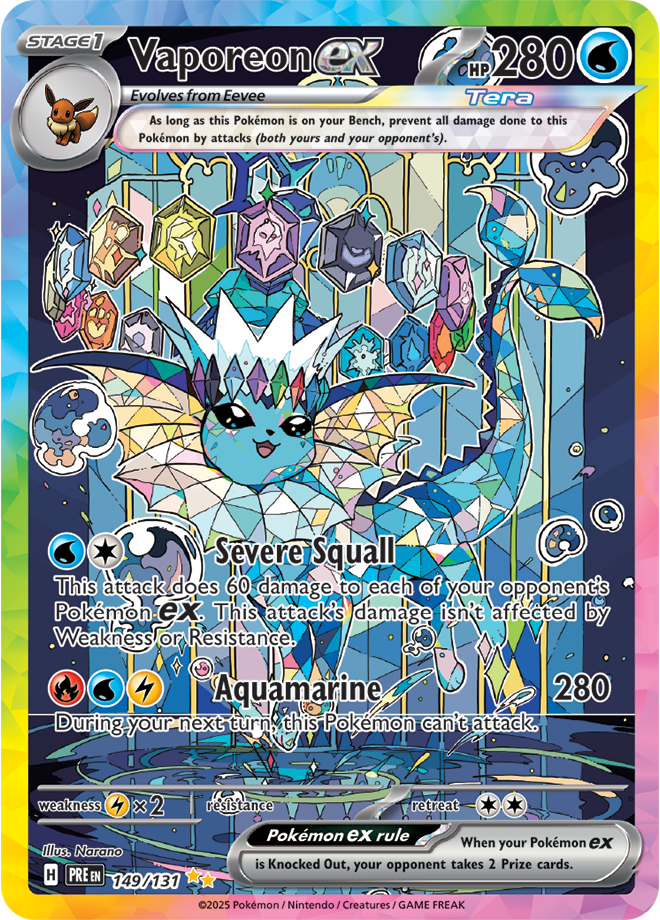 STAGE1
Vaporeon ex
HP 280
Evolves from Eevee
Tera
As long as this Pokémon is on your Bench, prevent all damage done to this
Pokémon by attacks (both yours and your opponent's).
Severe Squall
This attack does 60 damage to each of your opponent's
Pokémon ex. This attack's damage isn't affected by
Weakness or Resistance.
Aquamarine 280
During your next turn, this Pokémon can't attack.
weakness ×2 resistance retreat
Pokémon ex rule
When your Pokémon ex
is Knocked Out, your opponent takes 2 Prize cards.
Illus. Narano
H PRE EN 149/131
©2025 Pokémon / Nintendo / Creatures / GAME FREAK